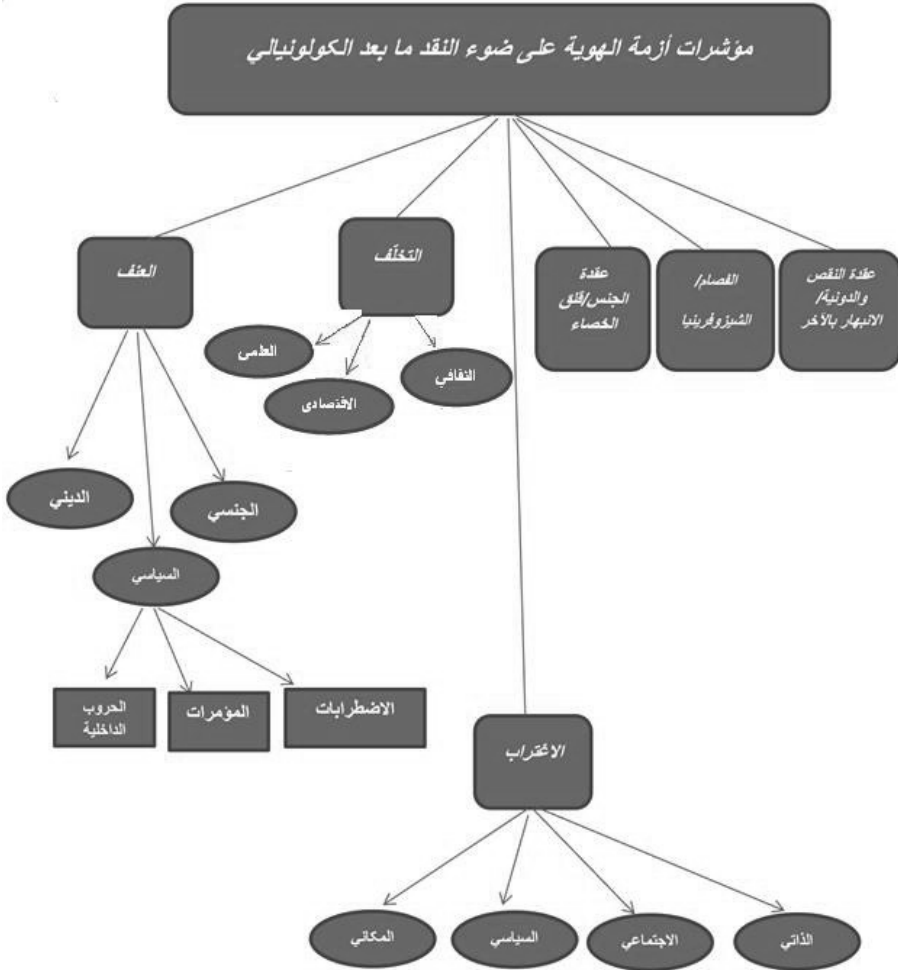 مؤشرات أزمة الهوية على ضوء النقد ما بعد الكولونيالي
عقدة النقص
والدونية/
الانبهار بالآخر
الفصام/
الشيزوفرينيا
عقدة
الجنس/قلق
الخصاء
التخلّف
العنف
الثقافي
الاقتصادي
العلمي
الجنسي
الديني
السياسي
الاضطرابات
المؤمرات
الحروب
الداخلية
الاغتراب
الذاتي
الاجتماعي
السياسي
المكاني